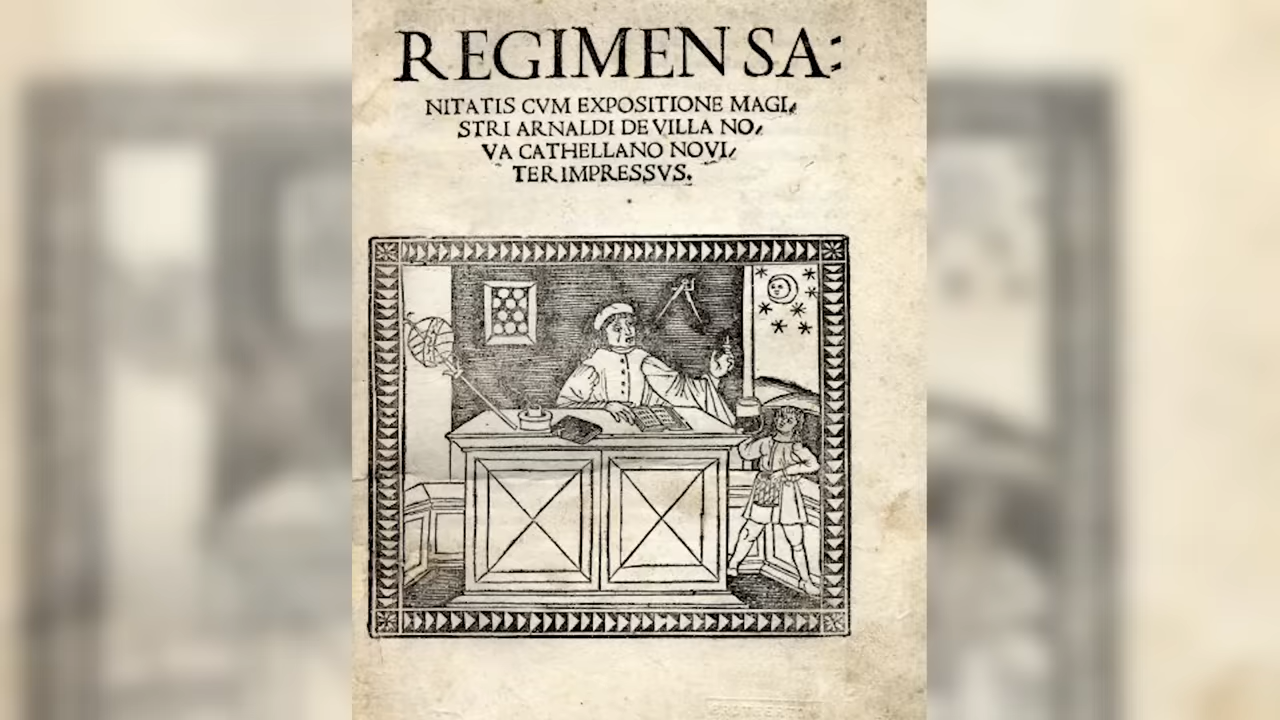 REGIMEN SA:
NITATIS CVM EXPOSITIONE MAGI,
STRI ARNALDI DE VILLA NO,
VA CATHELLANO NOVI,
TER IMPRESSVS.